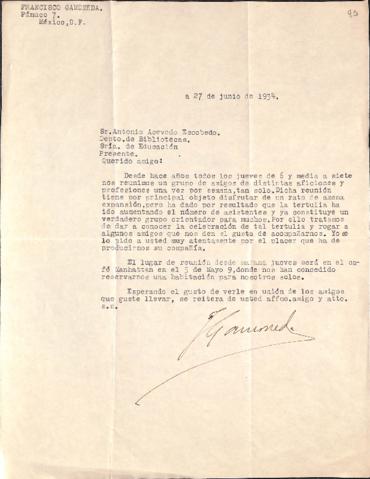 FRANCISCO GAMONEDA.
Pánuco 7.
México,D.F.
a 27 de junio de 1934.
Sr.Antonio Acevedo Escobedo.
Depto.de Bibliotecas.
Sría. de Educación
Presente.
Querido amigo:
Desde hace años todos los jueves de 6 y media a siete
nos reunimos un grupo de amigos de distintas aficiones y
profesiones una vez por semana,tan solo.Dicha reunión
tiene por principal objeto disfrutar de un rato de amena
expansión,pero ha dado por resultado que la tertulia ha
ido aumentando el número de asistentes y ya constituye un
verdadero grupo orientador para muchos.Por ello tratamos
de dar a conocer la celebración de tal tertulia y rogar a
algunos amigos que nos den el gusto de acompañarnos. Yo se
lo pido a usted muy atentamente por el placer que ha de
producirnos su compañía.
El lugar de reunión desde mañana jueves será en el ca-
fé Manhattan en el 5 de Mayo 9,donde nos han concedido
reservarnos una habitación para nosotros solos.
Esperando el gusto de verle en unión de los amigos
que guste llevar, se reitera de usted affmo.amigo y atto.
s.s.
FGamoneda